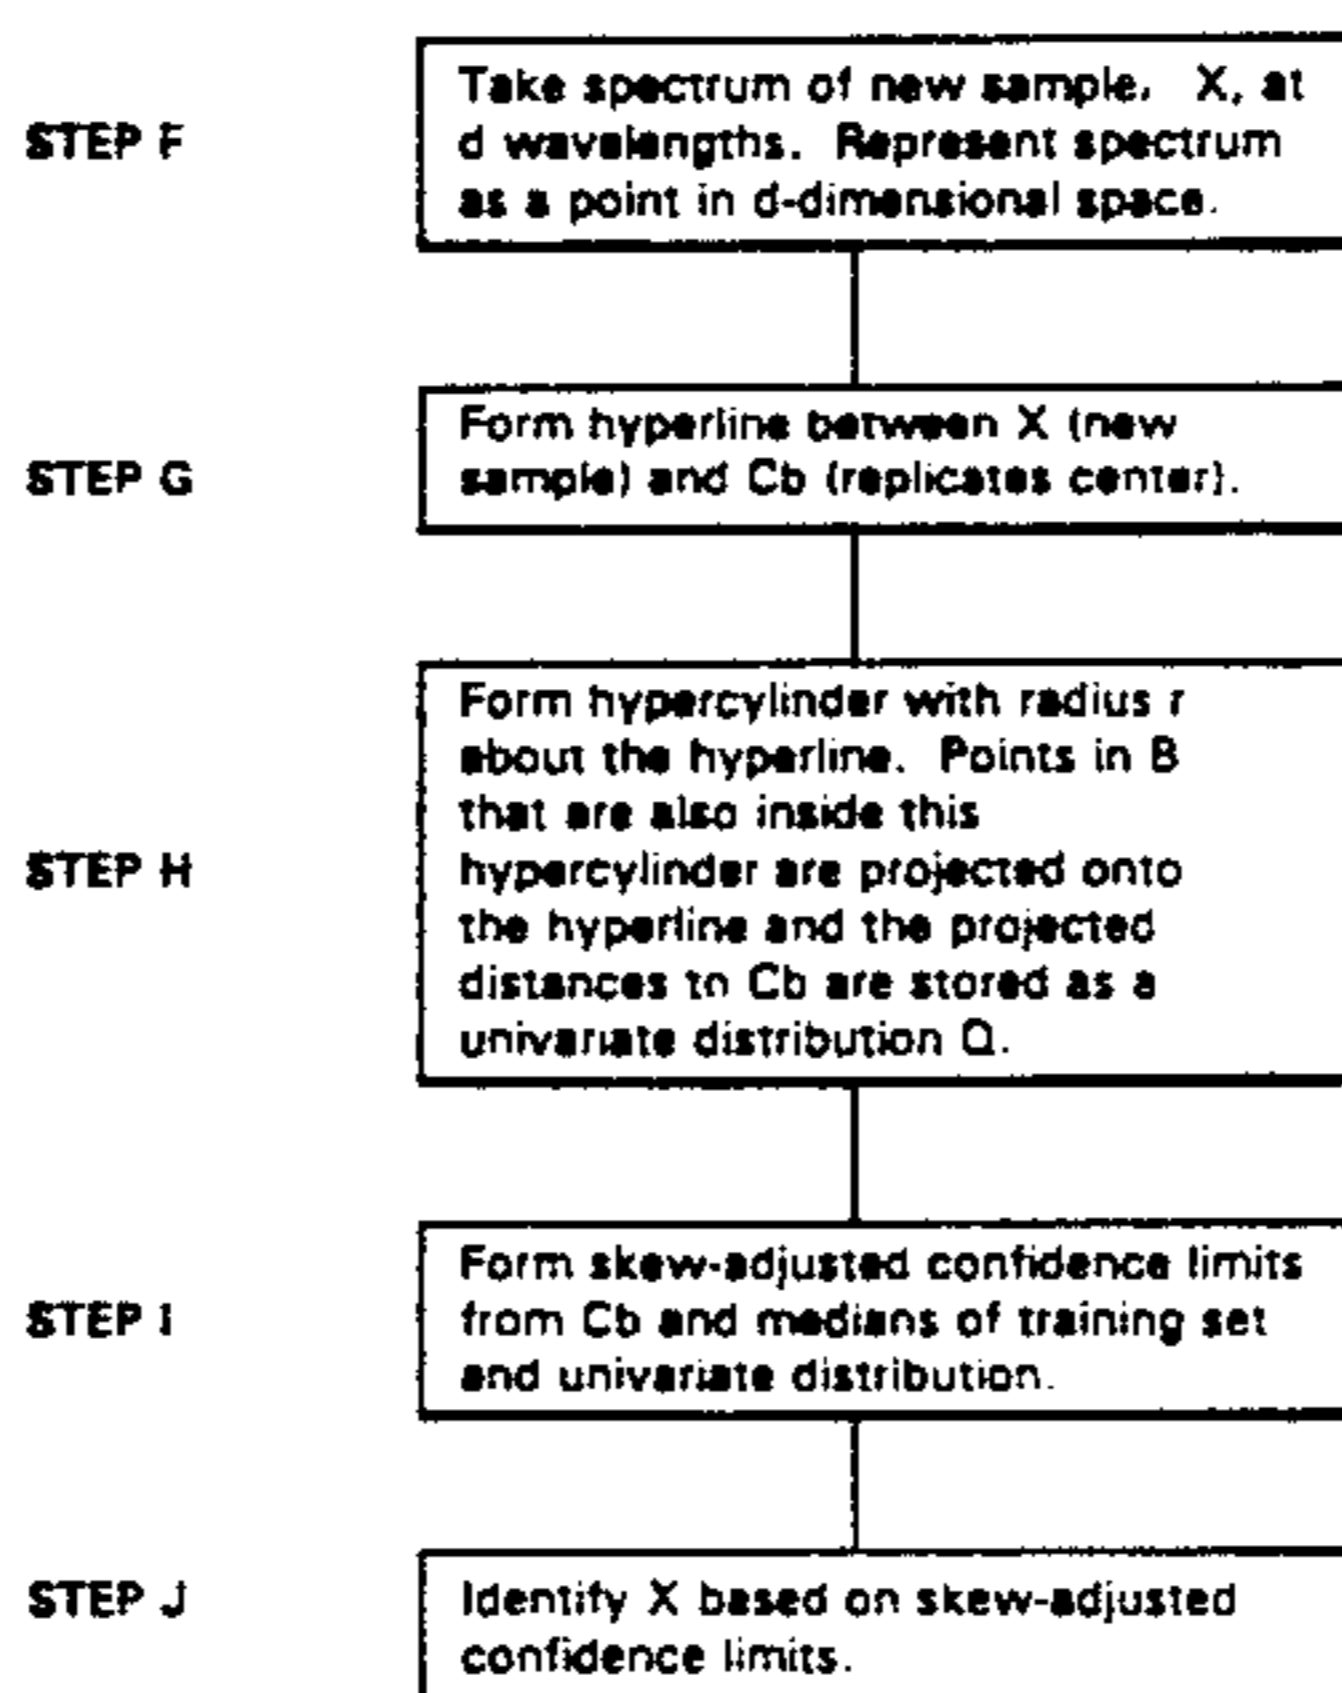 Take spectrum of new sample, X, at
STEP F
d wavelengths. Represent spectrum
as a point in d-dimensional space.
Form hyperline between X (new
STEP G
sample) and Cb (replicates center).
Form hypercylinder with radius r
about the hyperline. Points in B
that are also inside this
STEP H
hypercylinder are projected onto
the hyperline and the projected
distances to Cb are stored as a
univariate distribution Q.
Form skew-adjusted confidence limits
STEP I
from Cb and medians of training set
and univariate distribution.
STEP J
Identify X based on skew-adjusted
confidence limits.